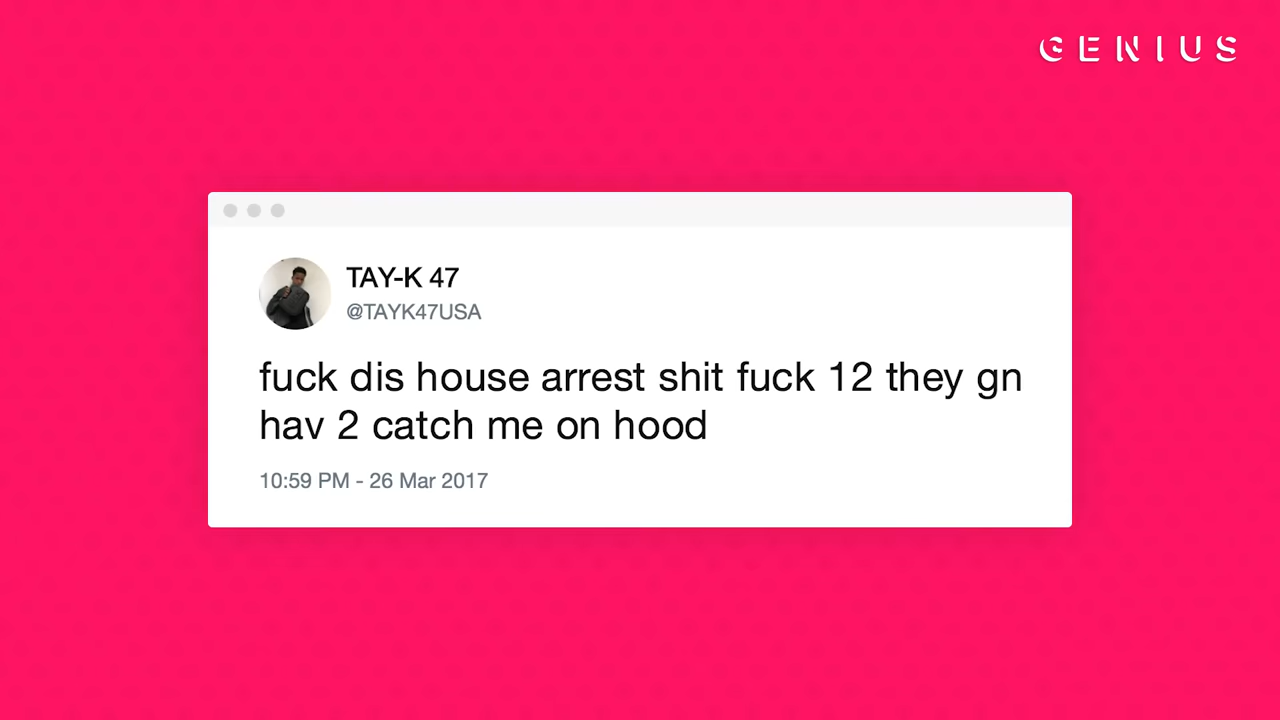 GENIUS
TAY-K 47
@TAYK47USA
fuck dis house arrest shit fuck 12 they gn
hav 2 catch me on hood
10:59 PM - 26 Mar 2017